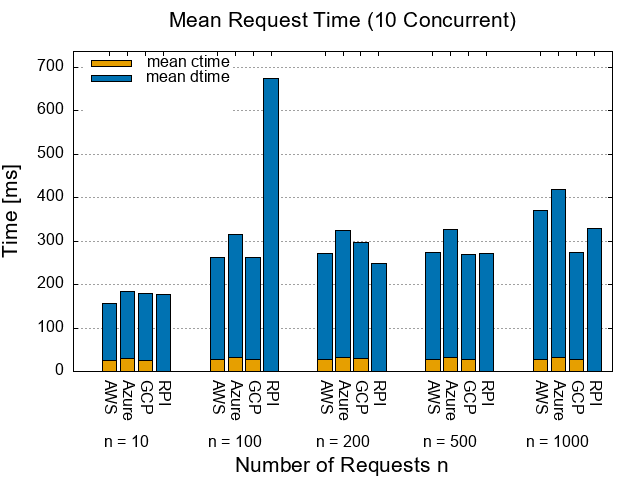 Mean Request Time (10 Concurrent)
mean ctime
mean dtime
Time [ms]
700
600
500
400
300
200
100
0
AWS Azure GCP RPI AWS Azure GCP RPI AWS Azure GCP RPI AWS Azure GCP RPI AWS Azure GCP RPI
n = 10 n = 100 n = 200 n = 500 n = 1000
Number of Requests n